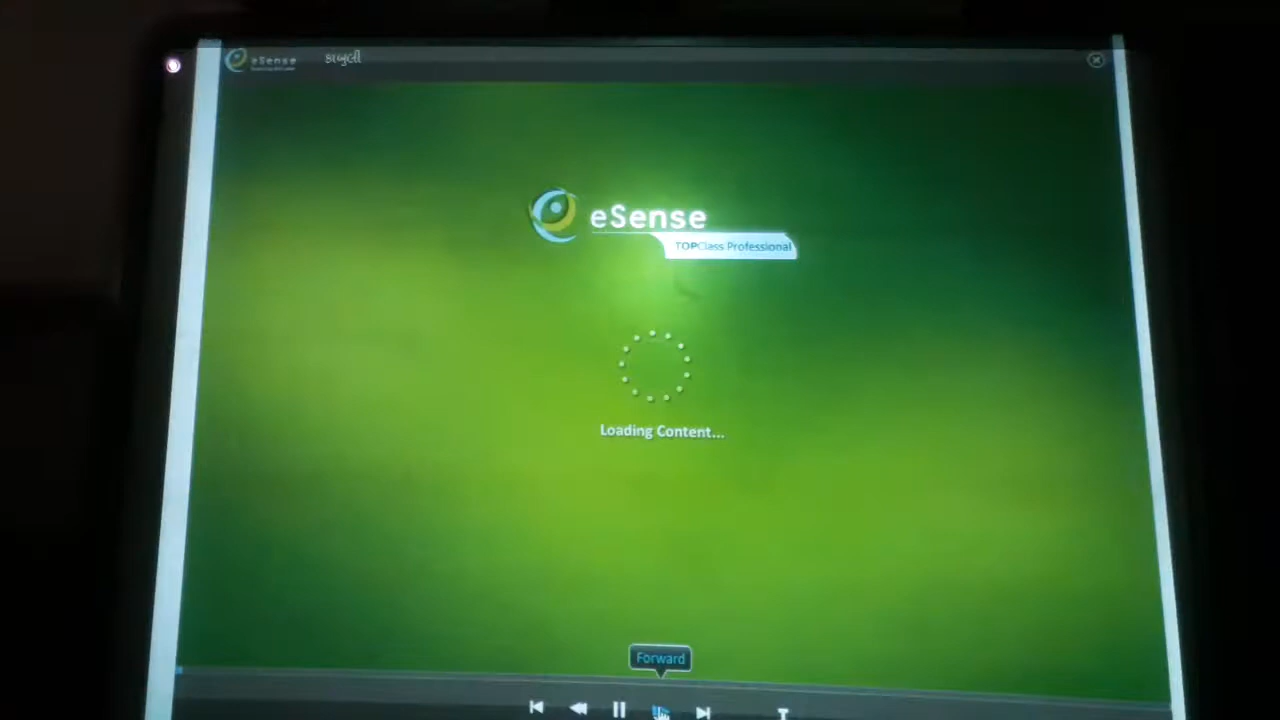 eSense કાબુલી
eSense
TOPClass Professional
Loading Content...
Forward
T